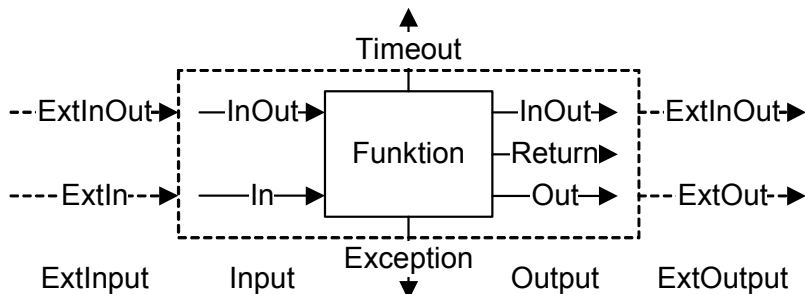 Timeout
ExtInOut InOut InOut ExtInOut
Funktion Return
ExtIn In Out ExtOut
Exception
ExtInput Input Output ExtOutput